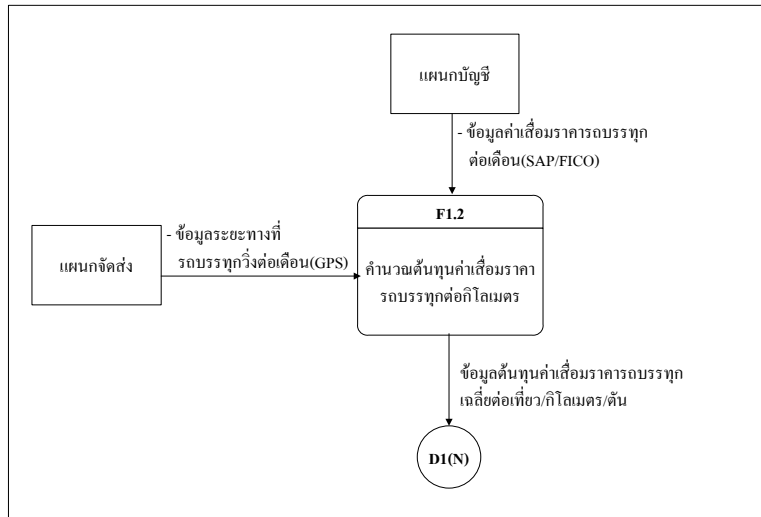 แผนกบัญชี
- ข้อมูลค่าเสื่อมราคารถบรรทุก
ต่อเดือน(SAP/FICO)
F1.2
- ข้อมูลระยะทางที่
รถบรรทุกวิ่งต่อเดือน(GPS)
แผนกจัดส่ง
คำนวณต้นทุนค่าเสื่อมราคา
รถบรรทุกต่อกิโลเมตร
ข้อมูลต้นทุนค่าเสื่อมราคารถบรรทุก
เฉลี่ยต่อเที่ยว/กิโลเมตร/ตัน
D1(N)